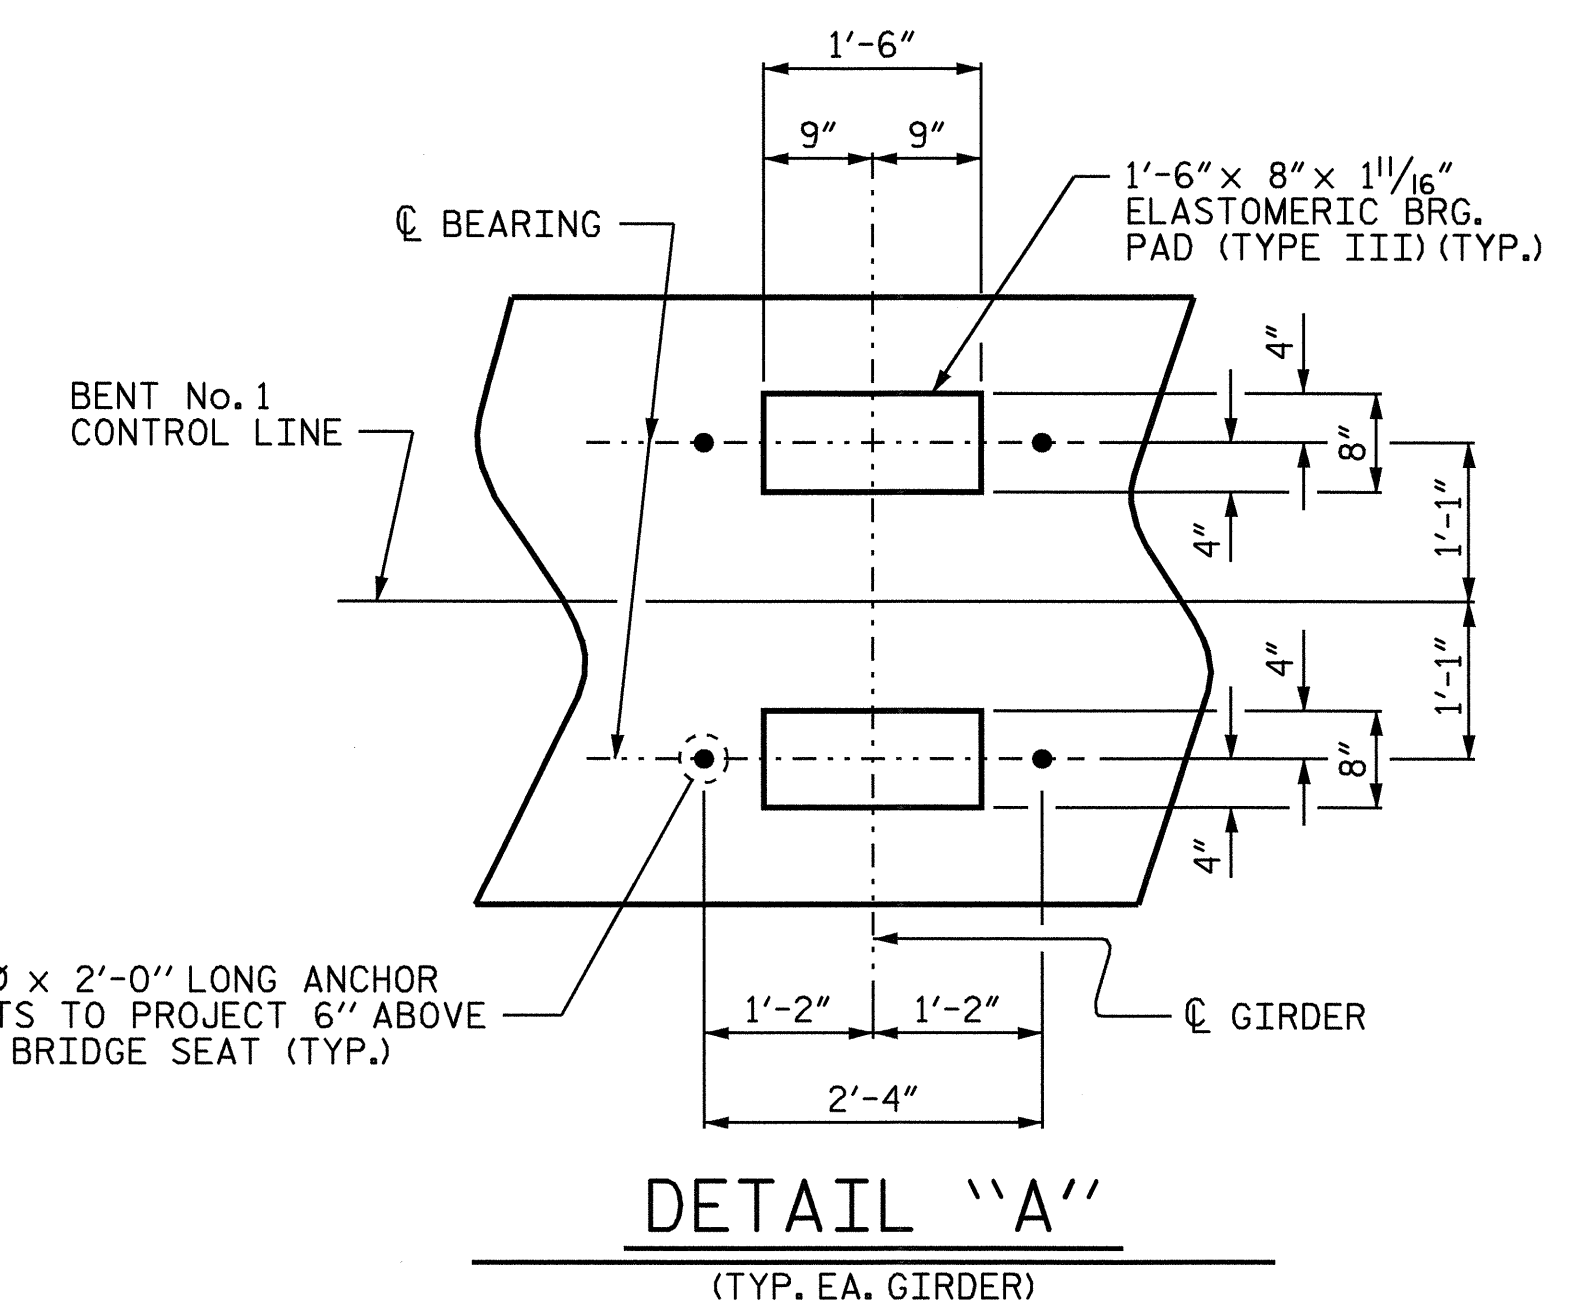 1'-6"
9" 9"
1'-6" x 8" x 1 11/16"
ELASTOMERIC BRG.
PAD (TYPE III) (TYP.)
℄ BEARING
4"
BENT No. 1
CONTROL LINE
8"
1'-1"
4"
4"
1'-1"
8"
4"
Ø x 2'-0" LONG ANCHOR
TO PROJECT 6" ABOVE
BRIDGE SEAT (TYP.)
1'-2" 1'-2"
℄ GIRDER
2'-4"
DETAIL "A"
(TYP. EA. GIRDER)